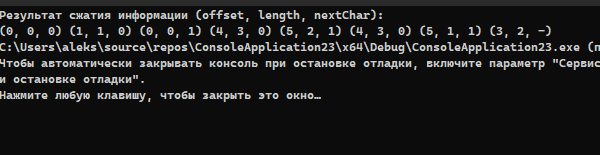 Результат сжатия информации (offset, length, nextChar):
(0, 0, 0) (1, 1, 0) (0, 0, 1) (4, 3, 0) (5, 2, 1) (4, 3, 0) (5, 1, 1) (3, 2, -)
C:\Users\aleks\source\repos\ConsoleApplication23\x64\Debug\ConsoleApplication23.exe (п
Чтобы автоматически закрывать консоль при остановке отладки, включите параметр "Сервис
и остановке отладки".
Нажмите любую клавишу, чтобы закрыть это окно…